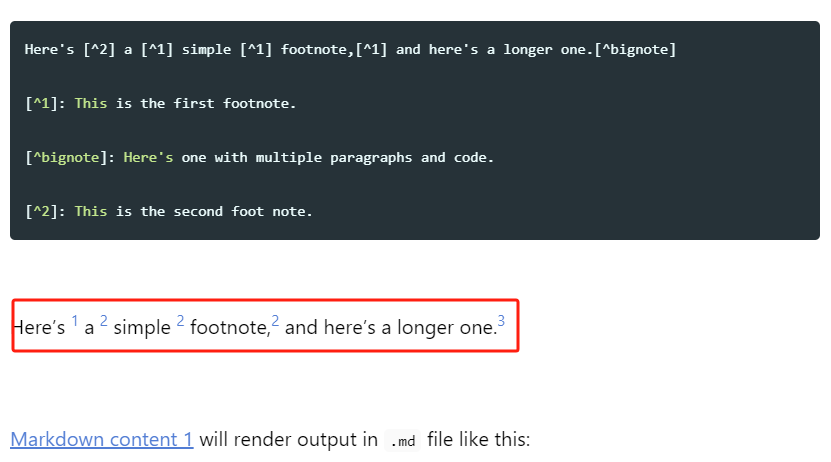 Here's [^2] a [^1] simple [^1] footnote,[^1] and here's a longer one.[^bignote]
[^1]: This is the first footnote.
[^bignote]: Here's one with multiple paragraphs and code.
[^2]: This is the second foot note.
Here’s 1 a 2 simple 2 footnote,2 and here’s a longer one.3
Markdown content 1 will render output in .md file like this: